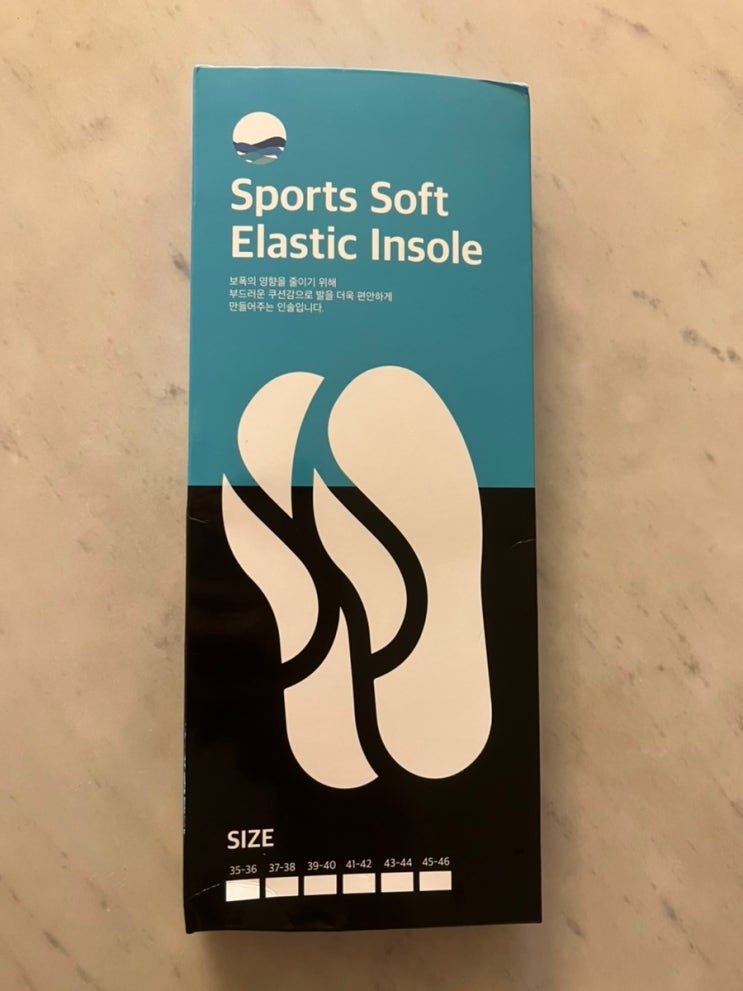 Sports Soft
Elastic Insole
보폭의 영향을 줄이기 위해
부드러운 쿠션감으로 발을 더욱 편안하게
만들어주는 인솔입니다.
SIZE
35-36 37-38 39-40 41-42 43-44 45-46